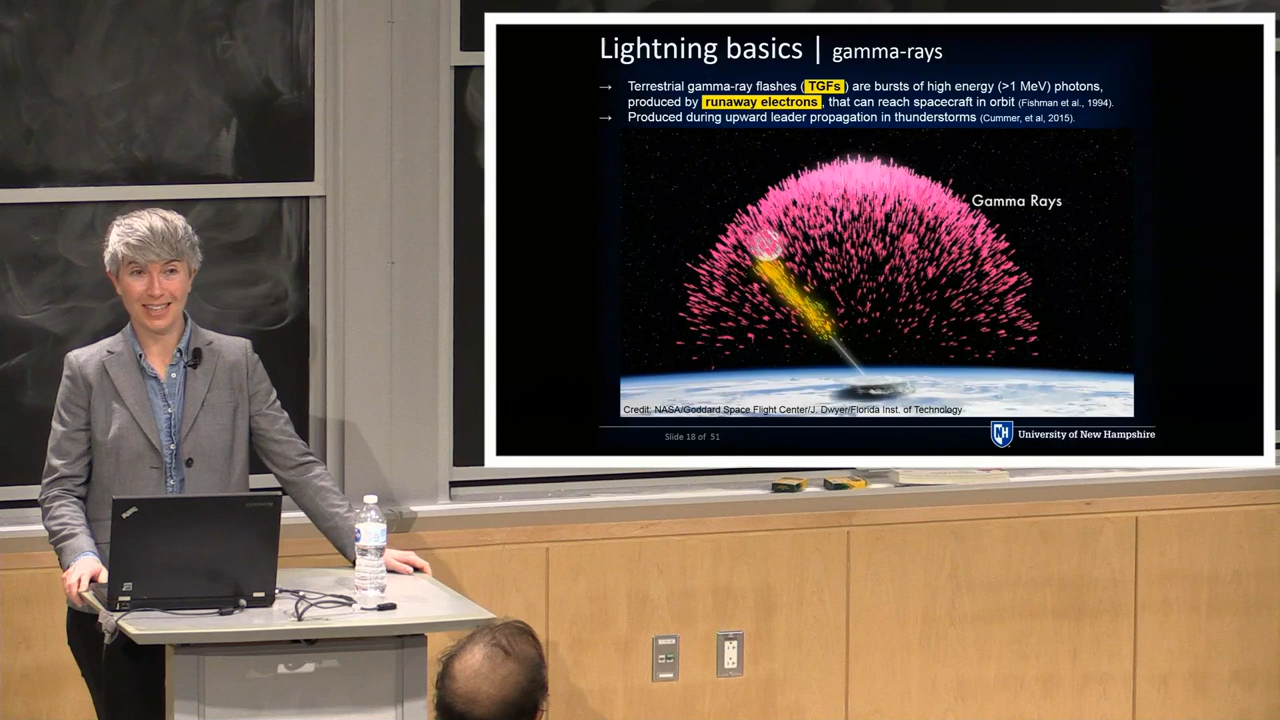 Lightning basics | gamma-rays
→ Terrestrial gamma-ray flashes ( TGFs ) are bursts of high energy (>1 MeV) photons,
produced by runaway electrons , that can reach spacecraft in orbit (Fishman et al., 1994).
→ Produced during upward leader propagation in thunderstorms (Cummer, et al, 2015).
Gamma Rays
Credit: NASA/Goddard Space Flight Center/J. Dwyer/Florida Inst. of Technology
Slide 18 of 51
NH University of New Hampshire